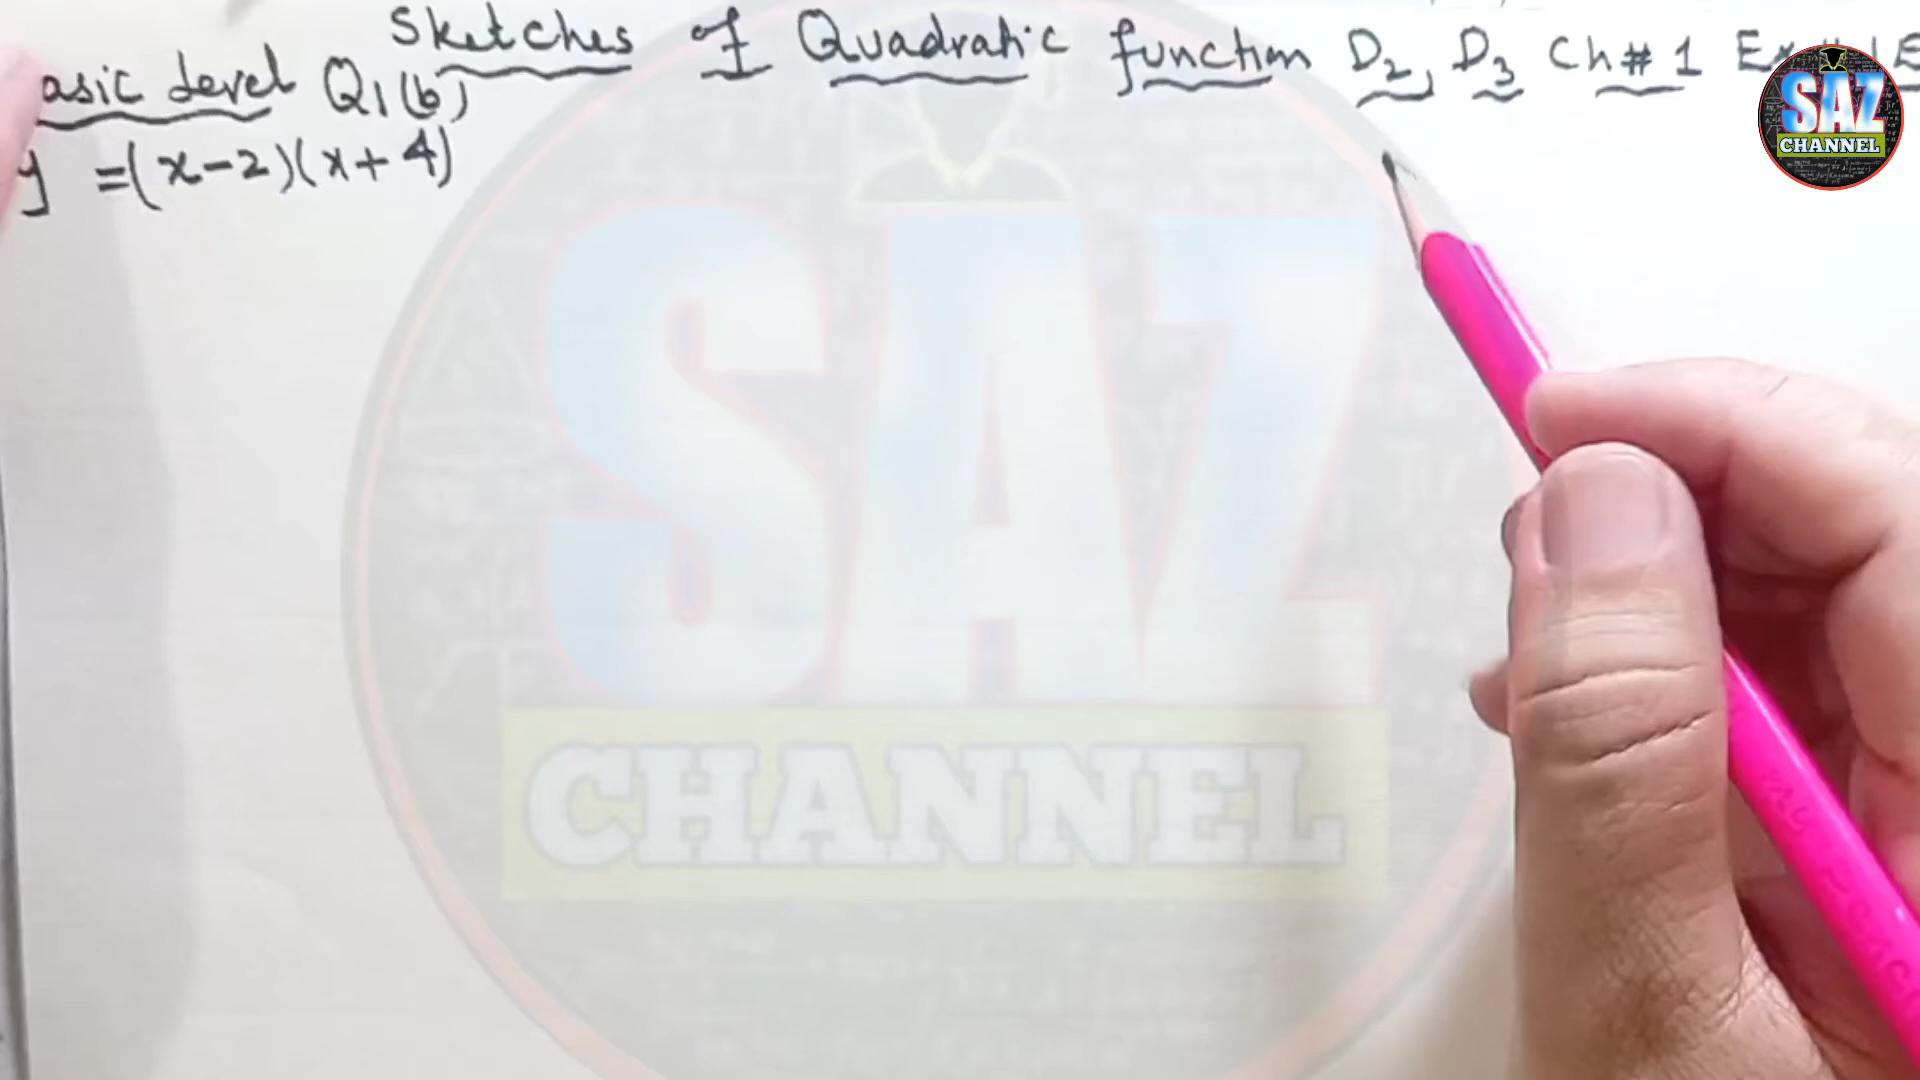 Sketches of Quadratic function D2, D3 Ch#1
asic Level Q1(b)
y =(x-2)(x+4)
SAZ
CHANNEL
SAZ
CHANNEL